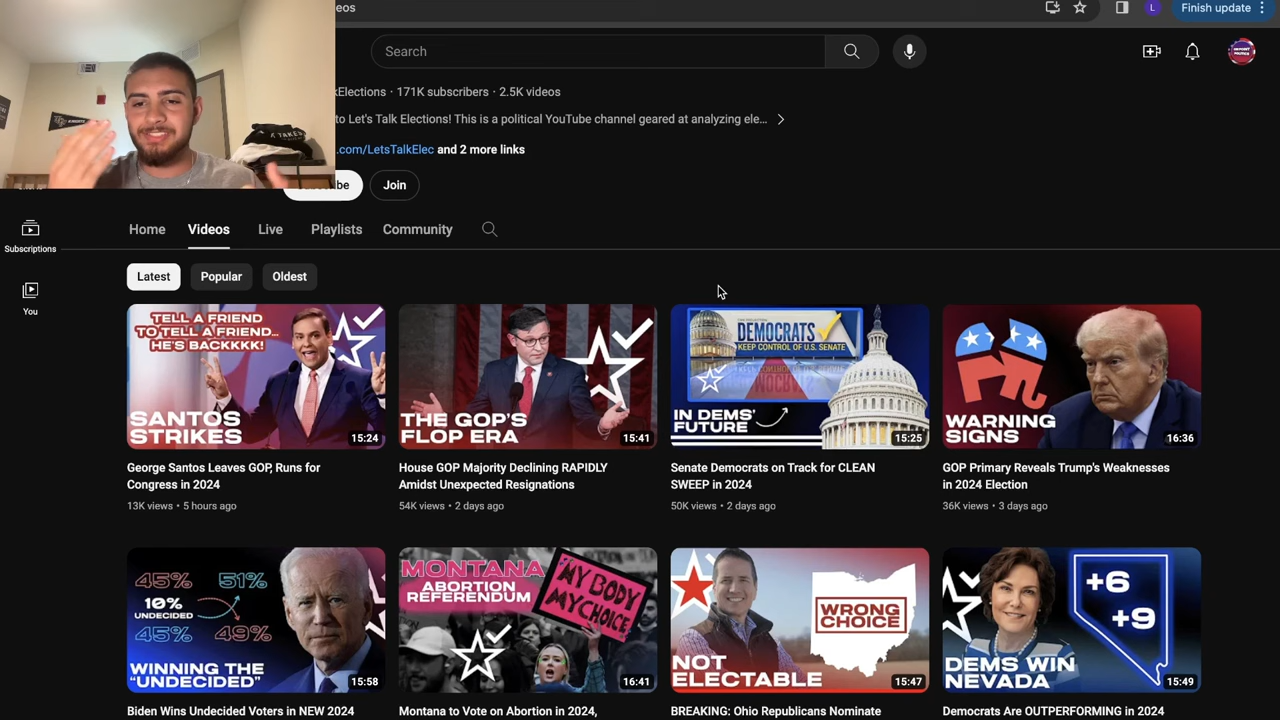 eos
Finish update
L
Search
kElections · 171K subscribers · 2.5K videos
to Let's Talk Elections! This is a political YouTube channel geared at analyzing ele...
.com/LetsTalkElec and 2 more links
be
Join
Subscriptions
You
Home
Videos
Live
Playlists
Community
Latest
Popular
Oldest
TELL A FRIEND
TO TELL A FRIEND...
HE'S BACKKKK!
SANTOS
STRIKES
15:24
George Santos Leaves GOP, Runs for
Congress in 2024
13K views · 5 hours ago
THE GOP'S
FLOP ERA
15:41
House GOP Majority Declining RAPIDLY
Amidst Unexpected Resignations
54K views · 2 days ago
DEMOCRATS
KEEP CONTROL OF U.S. SENATE
IN DEMS'
FUTURE
15:25
Senate Democrats on Track for CLEAN
SWEEP in 2024
50K views · 2 days ago
WARNING
SIGNS
16:36
GOP Primary Reveals Trump's Weaknesses
in 2024 Election
36K views · 3 days ago
45% 51%
10%
UNDECIDED
45% 49%
WINNING THE
"UNDECIDED"
15:58
Biden Wins Undecided Voters in NEW 2024
MONTANA
ABORTION
REFERENDUM
MY BODY
MY CHOICE
16:41
Montana to Vote on Abortion in 2024,
WRONG
CHOICE
NOT
ELECTABLE
15:47
BREAKING: Ohio Republicans Nominate
+6
+9
DEMS WIN
NEVADA
15:49
Democrats Are OUTPERFORMING in 2024